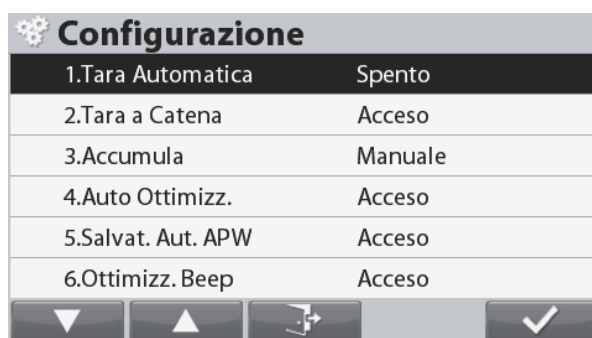 Configurazione
1.Tara Automatica Spento
2.Tara a Catena Acceso
3.Accumula Manuale
4.Auto Ottimizz. Acceso
5.Salvat. Aut. APW Acceso
6.Ottimizz. Beep Acceso